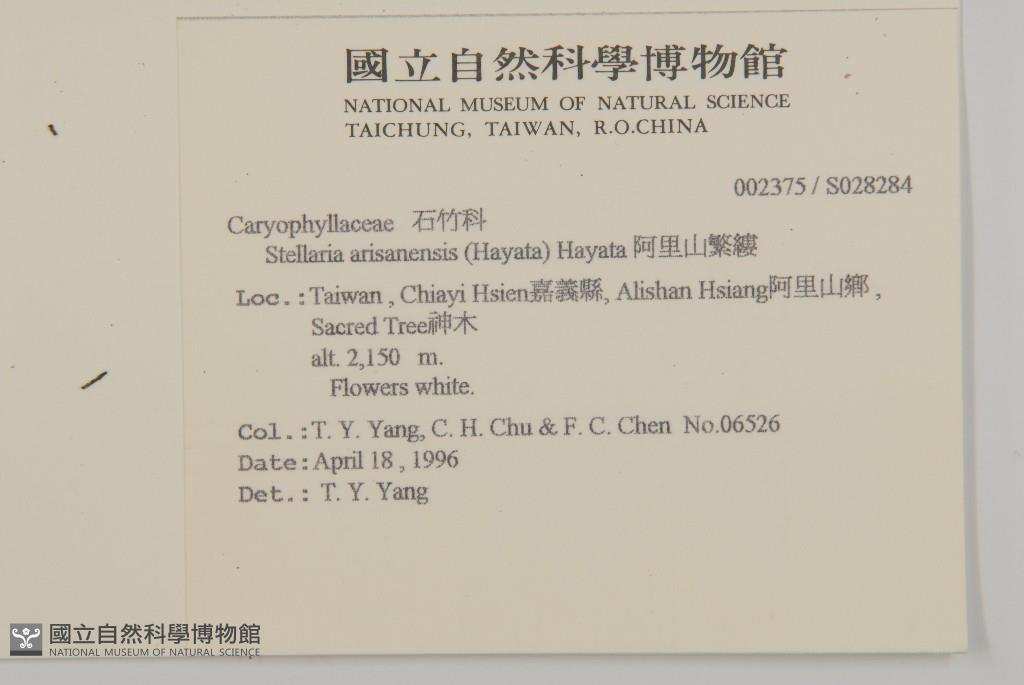 國立自然科學博物館
NATIONAL MUSEUM OF NATURAL SCIENCE
TAICHUNG, TAIWAN, R.O.CHINA
002375 / S028284
Caryophyllaceae 石竹科
Stellaria arisanensis (Hayata) Hayata 阿里山繁縷
Loc.: Taiwan , Chiayi Hsien嘉義縣, Alishan Hsiang阿里山鄉 ,
Sacred Tree神木
alt. 2,150 m.
Flowers white.
Col.: T. Y. Yang, C. H. Chu & F. C. Chen No.06526
Date: April 18 , 1996
Det.: T. Y. Yang
國立自然科學博物館
NATIONAL MUSEUM OF NATURAL SCIENCE